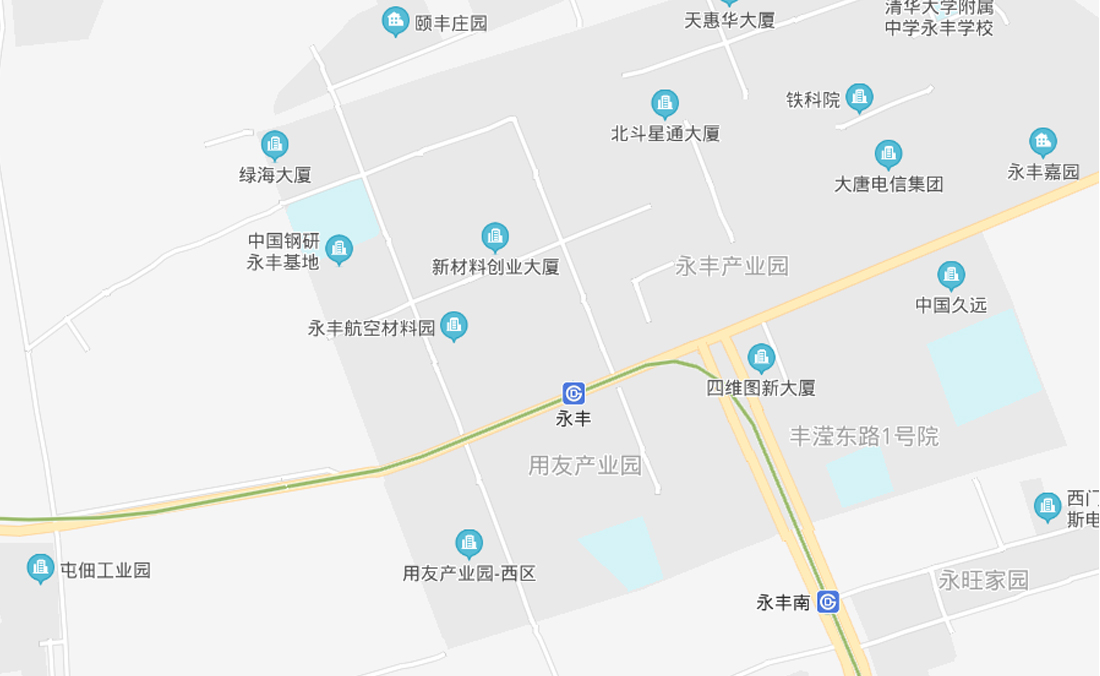 颐丰庄园
天惠华大厦
清华大学附属
中学永丰学校
铁科院
北斗星通大厦
绿海大厦
大唐电信集团
永丰嘉园
中国钢研
永丰基地
新材料创业大厦
永丰产业园
中国久远
永丰航空材料园
四维图新大厦
永丰
丰滢东路1号院
用友产业园
西门
斯电
屯佃工业园
用友产业园-西区
永旺家园
永丰南